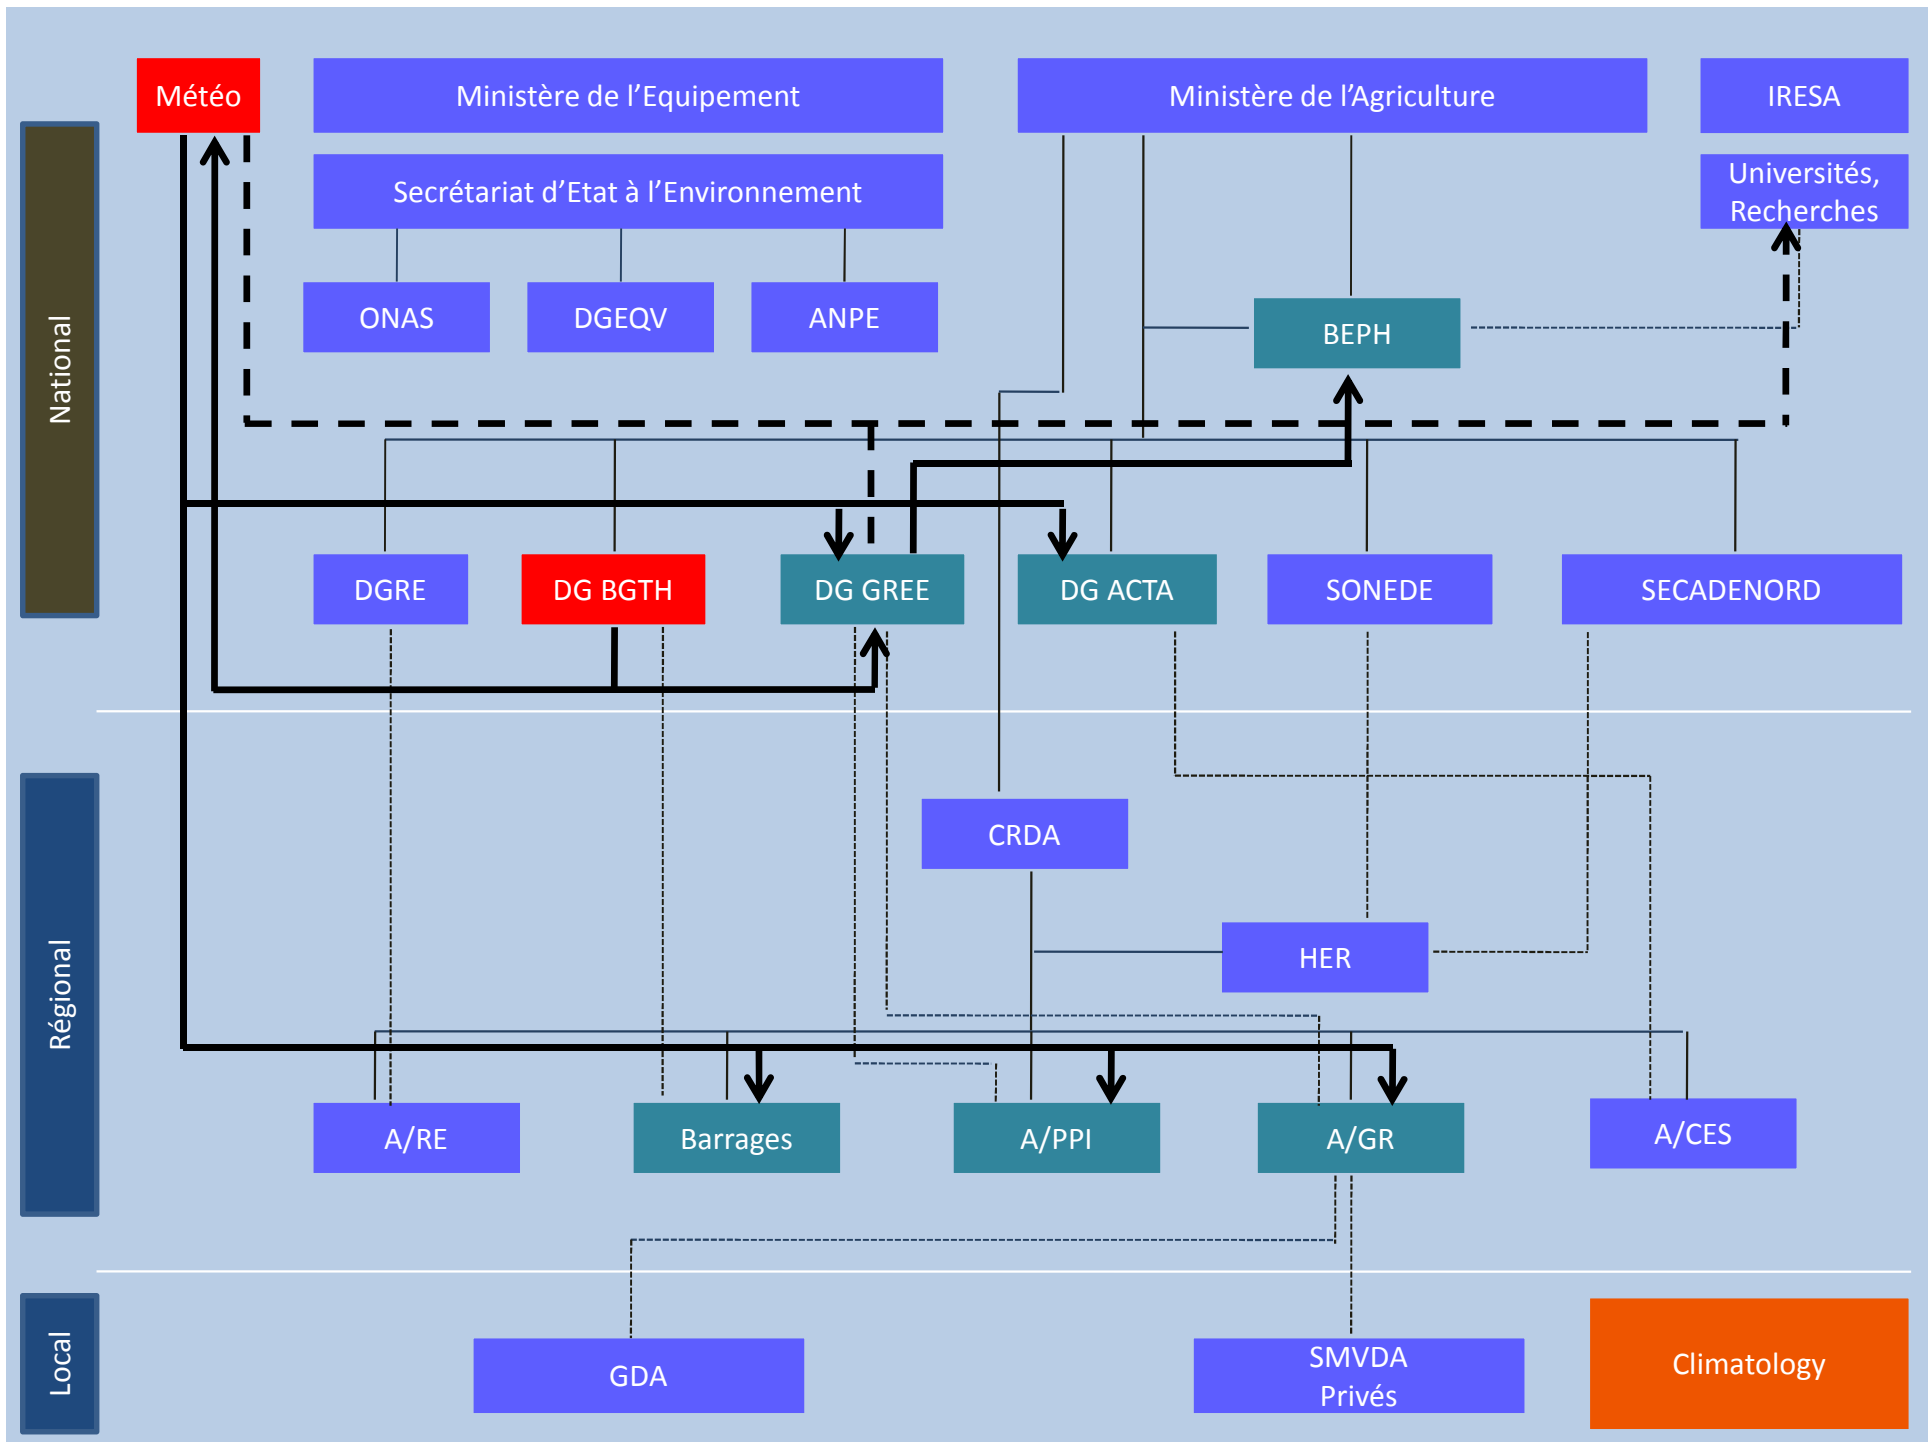 Météo
Ministère de l'Equipement
Ministère de l'Agriculture
IRESA
Secrétariat d'Etat à l'Environnement
Universités,
Recherches
National
ONAS
DGEQV
ANPE
BEPH
DGRE
DG BGTH
DG GREE
DG ACTA
SONEDE
SECADENORD
Régional
CRDA
HER
A/RE
Barrages
A/PPI
A/GR
A/CES
Local
GDA
SMVDA
Privés
Climatology